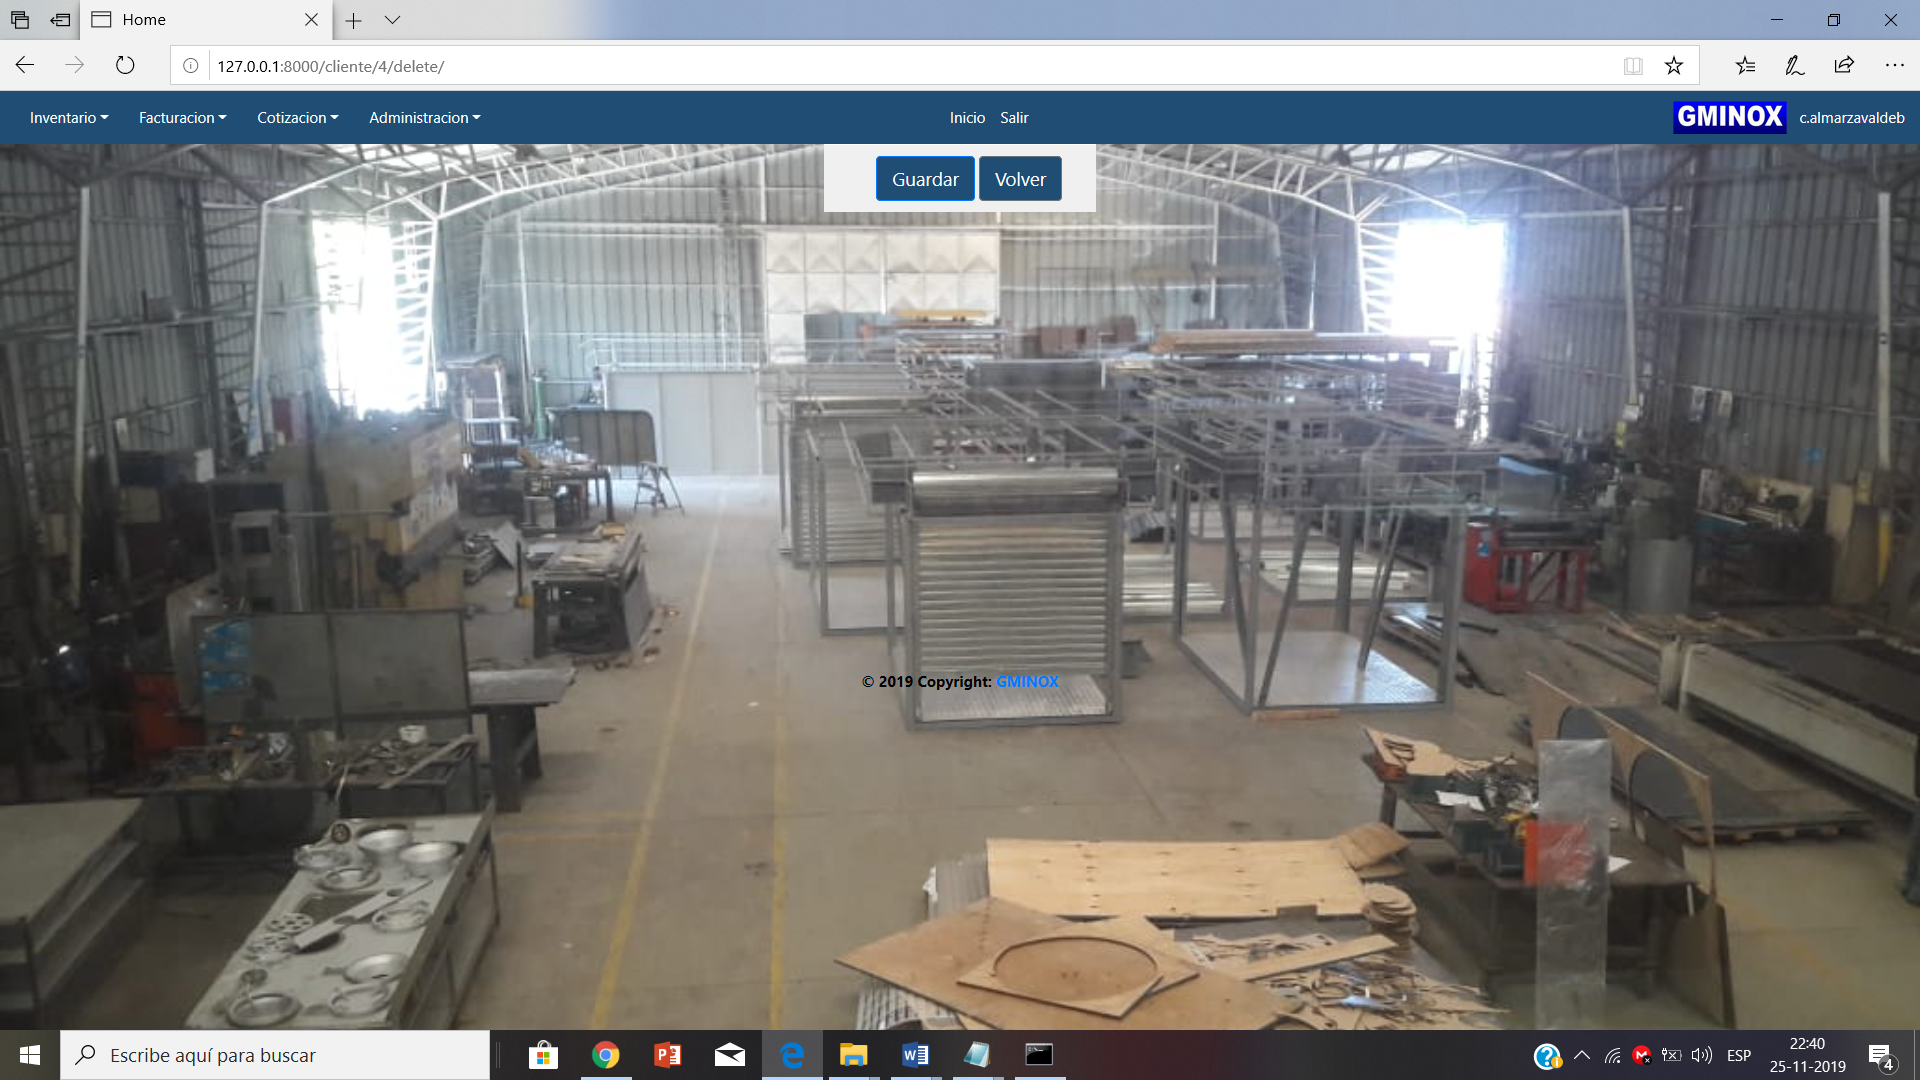 Home
127.0.0.1:8000/cliente/4/delete/
Inventario Facturacion Cotizacion Administracion Inicio Salir GMINOX c.almarzavaldeb
Guardar Volver
© 2019 Copyright: GMINOX
Escribe aquí para buscar
ESP
22:40
25-11-2019
4